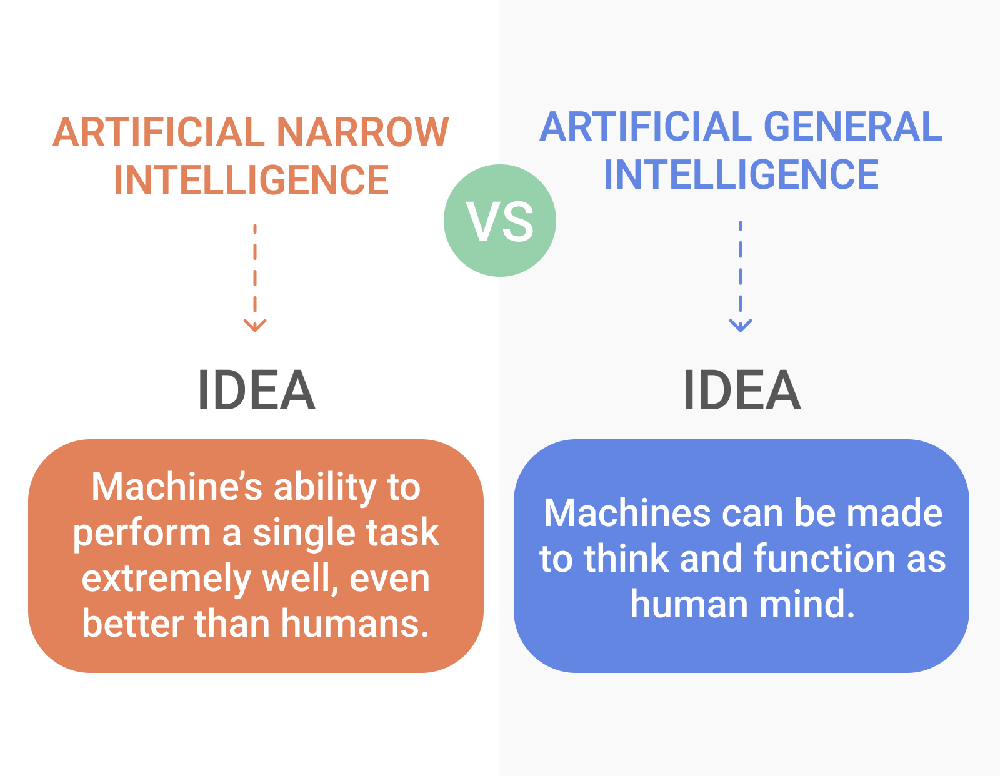 ARTIFICIAL NARROW
INTELLIGENCE
VS
ARTIFICIAL GENERAL
INTELLIGENCE
IDEA
Machine’s ability to
perform a single task
extremely well, even
better than humans.
IDEA
Machines can be made
to think and function as
human mind.